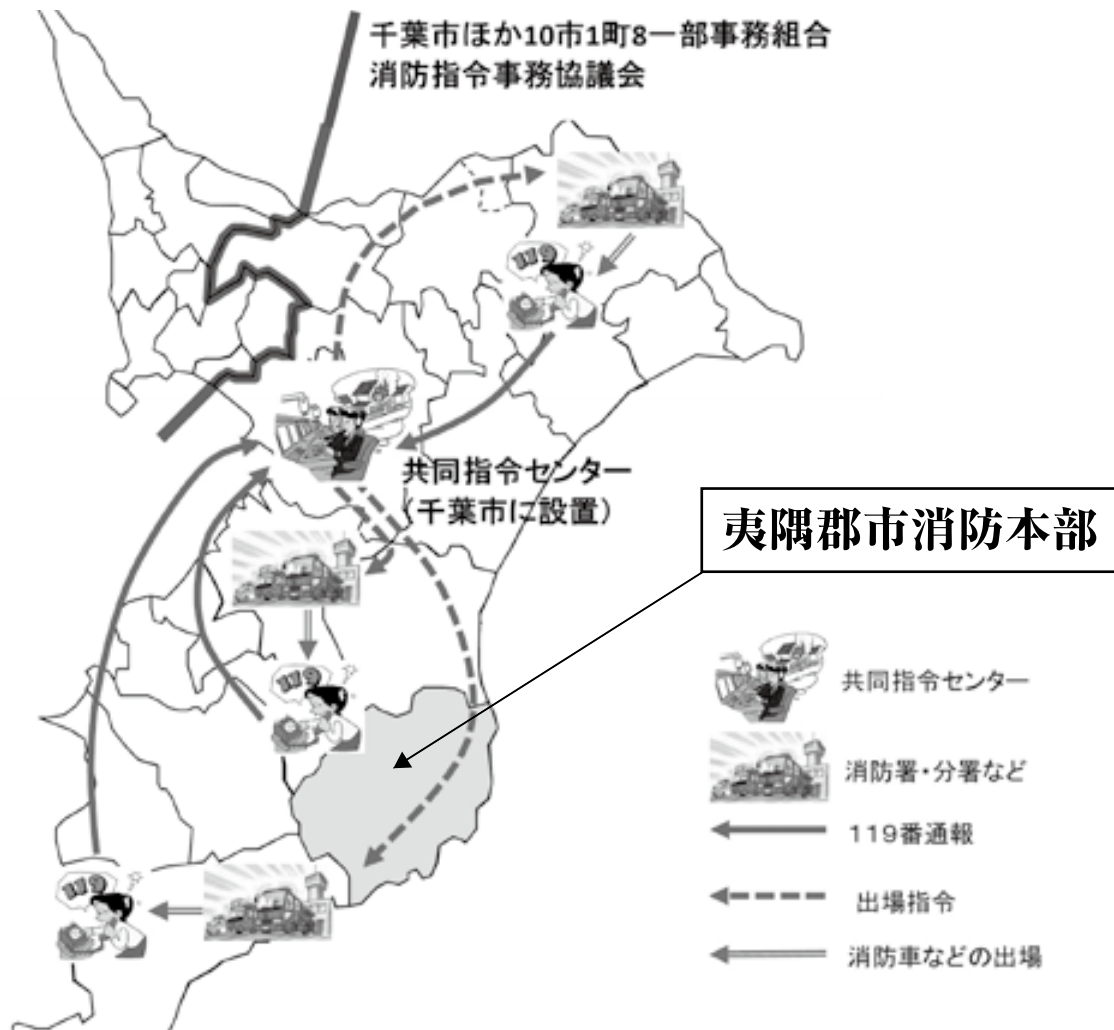 千葉市ほか10市1町8一部事務組合
消防指令事務協議会
119
共同指令センター
(千葉市に設置)
夷隅郡市消防本部
119
119
共同指令センター
消防署・分署など
119番通報
出場指令
消防車などの出場